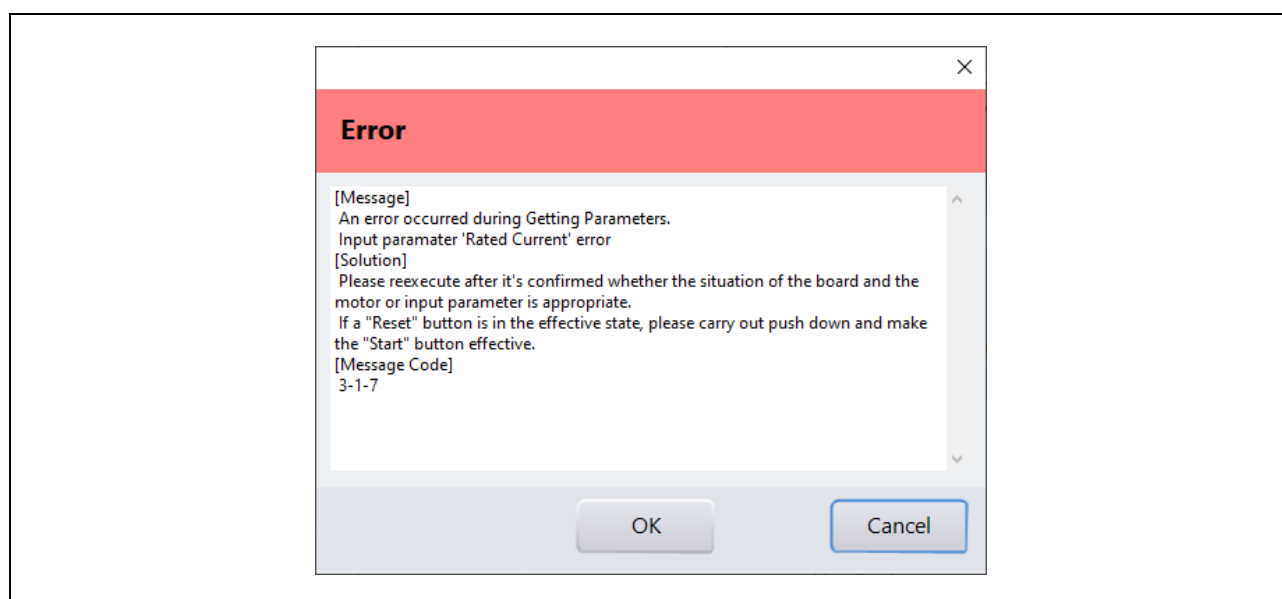 Error
[Message]
An error occurred during Getting Parameters.
Input paramater 'Rated Current' error
[Solution]
Please reexecute after it's confirmed whether the situation of the board and the
motor or input parameter is appropriate.
If a "Reset" button is in the effective state, please carry out push down and make
the "Start" button effective.
[Message Code]
3-1-7
OK
Cancel